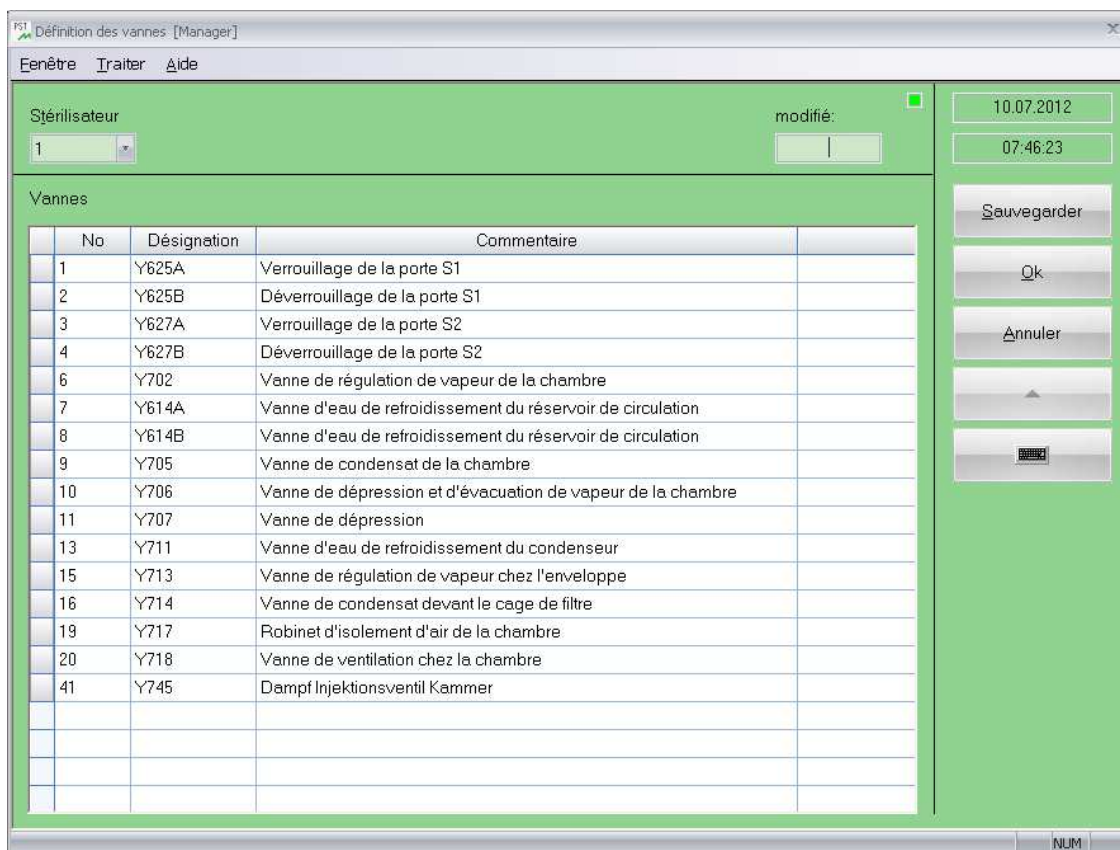 PST Définition des vannes [Manager]
Fenêtre Traiter Aide
Stérilisateur
modifié:
1
10.07.2012
07:46:23
Sauvegarder
Ok
Annuler
Vannes
No Désignation Commentaire
1 Y625A Verrouillage de la porte S1
2 Y625B Déverrouillage de la porte S1
3 Y627A Verrouillage de la porte S2
4 Y627B Déverrouillage de la porte S2
6 Y702 Vanne de régulation de vapeur de la chambre
7 Y614A Vanne d'eau de refroidissement du réservoir de circulation
8 Y614B Vanne d'eau de refroidissement du réservoir de circulation
9 Y705 Vanne de condensat de la chambre
10 Y706 Vanne de dépression et d'évacuation de vapeur de la chambre
11 Y707 Vanne de dépression
13 Y711 Vanne d'eau de refroidissement du condenseur
15 Y713 Vanne de régulation de vapeur chez l'enveloppe
16 Y714 Vanne de condensat devant le cage de filtre
19 Y717 Robinet d'isolement d'air de la chambre
20 Y718 Vanne de ventilation chez la chambre
41 Y745 Dampf Injektionsventil Kammer
NUM